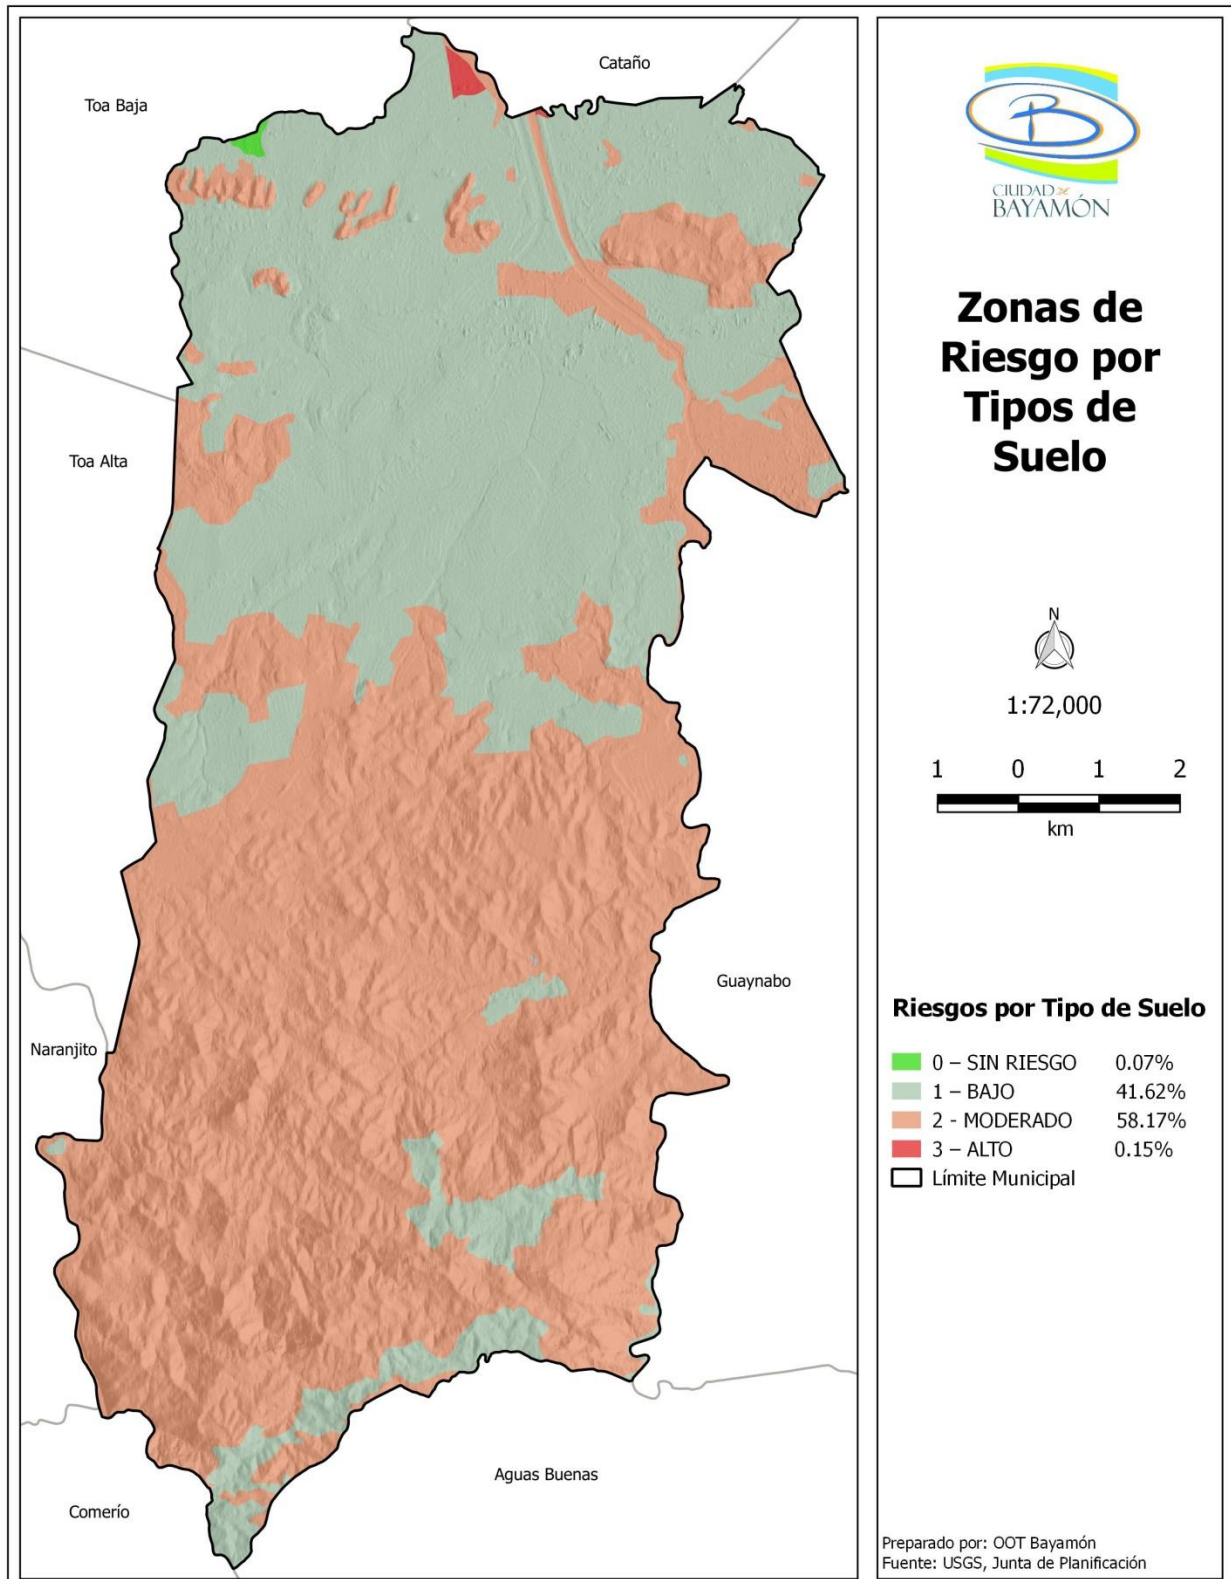 Cataño
Toa Baja
Toa Alta
Guaynabo
Naranjito
Aguas Buenas
Comerío
B
CIUDAD DE
BAYAMÓN
Zonas de
Riesgo por
Tipos de
Suelo
N
1:72,000
1 0 1 2
km
Riesgos por Tipo de Suelo
0 – SIN RIESGO 0.07%
1 – BAJO 41.62%
2 - MODERADO 58.17%
3 – ALTO 0.15%
Límite Municipal
Preparado por: OOT Bayamón
Fuente: USGS, Junta de Planificación